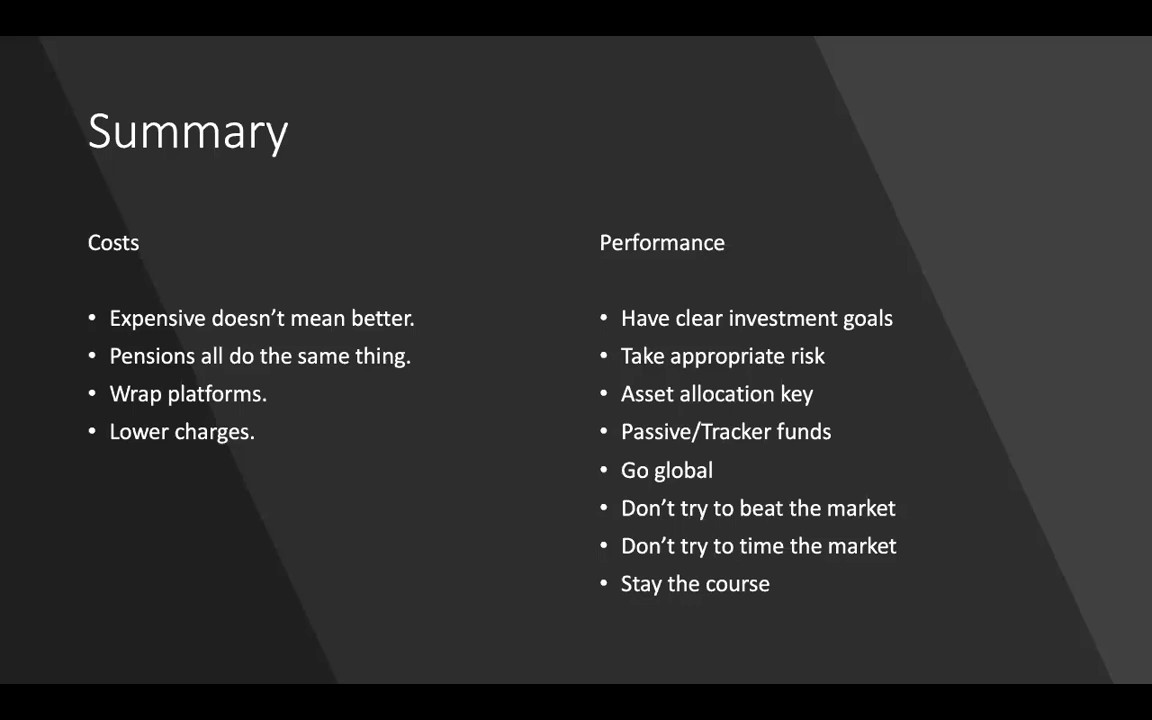 Summary
Costs
• Expensive doesn’t mean better.
• Pensions all do the same thing.
• Wrap platforms.
• Lower charges.
Performance
• Have clear investment goals
• Take appropriate risk
• Asset allocation key
• Passive/Tracker funds
• Go global
• Don’t try to beat the market
• Don’t try to time the market
• Stay the course